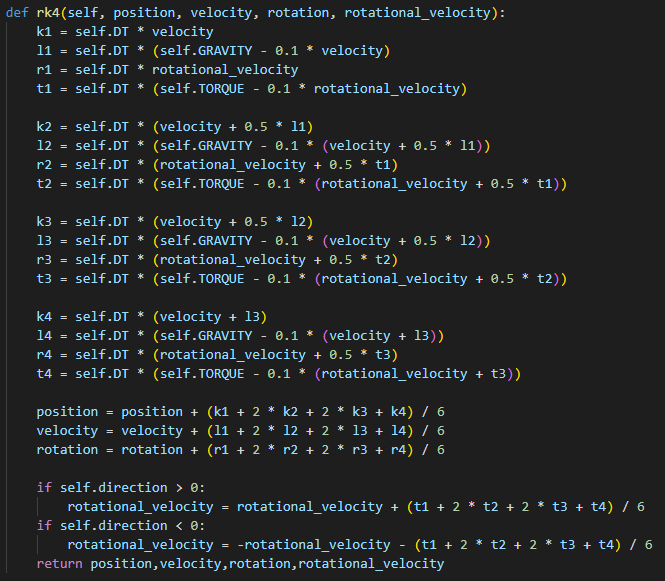 def rk4(self, position, velocity, rotation, rotational_velocity):
    k1 = self.DT * velocity
    l1 = self.DT * (self.GRAVITY - 0.1 * velocity)
    r1 = self.DT * rotational_velocity
    t1 = self.DT * (self.TORQUE - 0.1 * rotational_velocity)

    k2 = self.DT * (velocity + 0.5 * l1)
    l2 = self.DT * (self.GRAVITY - 0.1 * (velocity + 0.5 * l1))
    r2 = self.DT * (rotational_velocity + 0.5 * t1)
    t2 = self.DT * (self.TORQUE - 0.1 * (rotational_velocity + 0.5 * t1))

    k3 = self.DT * (velocity + 0.5 * l2)
    l3 = self.DT * (self.GRAVITY - 0.1 * (velocity + 0.5 * l2))
    r3 = self.DT * (rotational_velocity + 0.5 * t2)
    t3 = self.DT * (self.TORQUE - 0.1 * (rotational_velocity + 0.5 * t2))

    k4 = self.DT * (velocity + l3)
    l4 = self.DT * (self.GRAVITY - 0.1 * (velocity + l3))
    r4 = self.DT * (rotational_velocity + 0.5 * t3)
    t4 = self.DT * (self.TORQUE - 0.1 * (rotational_velocity + t3))

    position = position + (k1 + 2 * k2 + 2 * k3 + k4) / 6
    velocity = velocity + (l1 + 2 * l2 + 2 * l3 + l4) / 6
    rotation = rotation + (r1 + 2 * r2 + 2 * r3 + r4) / 6

    if self.direction > 0:
        rotational_velocity = rotational_velocity + (t1 + 2 * t2 + 2 * t3 + t4) / 6
    if self.direction < 0:
        rotational_velocity = -rotational_velocity - (t1 + 2 * t2 + 2 * t3 + t4) / 6
    return position,velocity,rotation,rotational_velocity